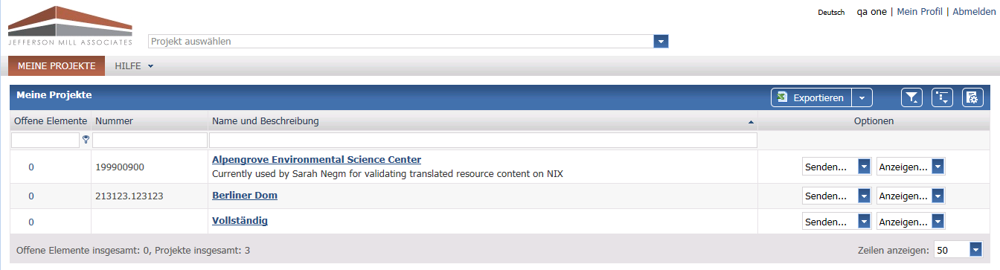 Deutsch qa one | Mein Profil | Abmelden
JEFFERSON MILL ASSOCIATES
Projekt auswählen
MEINE PROJEKTE HILFE
Meine Projekte Exportieren
Offene Elemente Nummer Name und Beschreibung Optionen
0 199900900 Alpengrove Environmental Science Center Senden... Anzeigen...
Currently used by Sarah Negm for validating translated resource content on NIX
0 213123.123123 Berliner Dom Senden... Anzeigen...
0 Vollständig Senden... Anzeigen...
Offene Elemente insgesamt: 0, Projekte insgesamt: 3 Zeilen anzeigen: 50